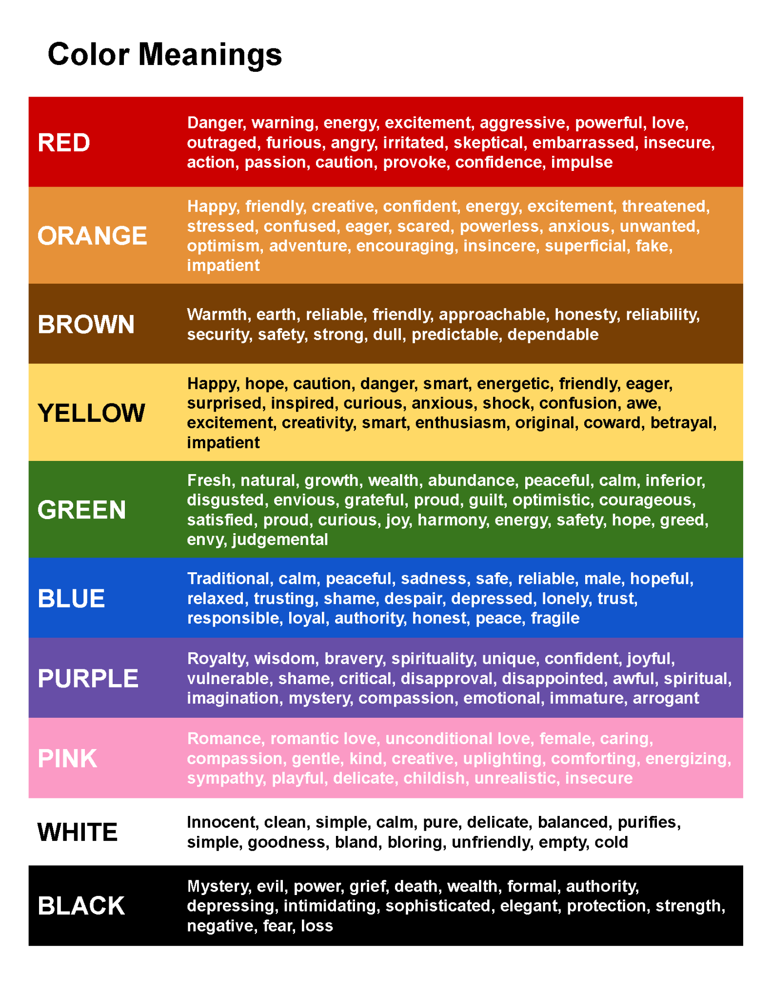 Color Meanings
RED
Danger, warning, energy, excitement, aggressive, powerful, love,
outraged, furious, angry, irritated, skeptical, embarrassed, insecure,
action, passion, caution, provoke, confidence, impulse
ORANGE
Happy, friendly, creative, confident, energy, excitement, threatened,
stressed, confused, eager, scared, powerless, anxious, unwanted,
optimism, adventure, encouraging, insincere, superficial, fake,
impatient
BROWN
Warmth, earth, reliable, friendly, approachable, honesty, reliability,
security, safety, strong, dull, predictable, dependable
YELLOW
Happy, hope, caution, danger, smart, energetic, friendly, eager,
surprised, inspired, curious, anxious, shock, confusion, awe,
excitement, creativity, smart, enthusiasm, original, coward, betrayal,
impatient
GREEN
Fresh, natural, growth, wealth, abundance, peaceful, calm, inferior,
disgusted, envious, grateful, proud, guilt, optimistic, courageous,
satisfied, proud, curious, joy, harmony, energy, safety, hope, greed,
envy, judgemental
BLUE
Traditional, calm, peaceful, sadness, safe, reliable, male, hopeful,
relaxed, trusting, shame, despair, depressed, lonely, trust,
responsible, loyal, authority, honest, peace, fragile
PURPLE
Royalty, wisdom, bravery, spirituality, unique, confident, joyful,
vulnerable, shame, critical, disapproval, disappointed, awful, spiritual,
imagination, mystery, compassion, emotional, immature, arrogant
PINK
Romance, romantic love, unconditional love, female, caring,
compassion, gentle, kind, creative, uplighting, comforting, energizing,
sympathy, playful, delicate, childish, unrealistic, insecure
WHITE
Innocent, clean, simple, calm, pure, delicate, balanced, purifies,
simple, goodness, bland, bloring, unfriendly, empty, cold
BLACK
Mystery, evil, power, grief, death, wealth, formal, authority,
depressing, intimidating, sophisticated, elegant, protection, strength,
negative, fear, loss